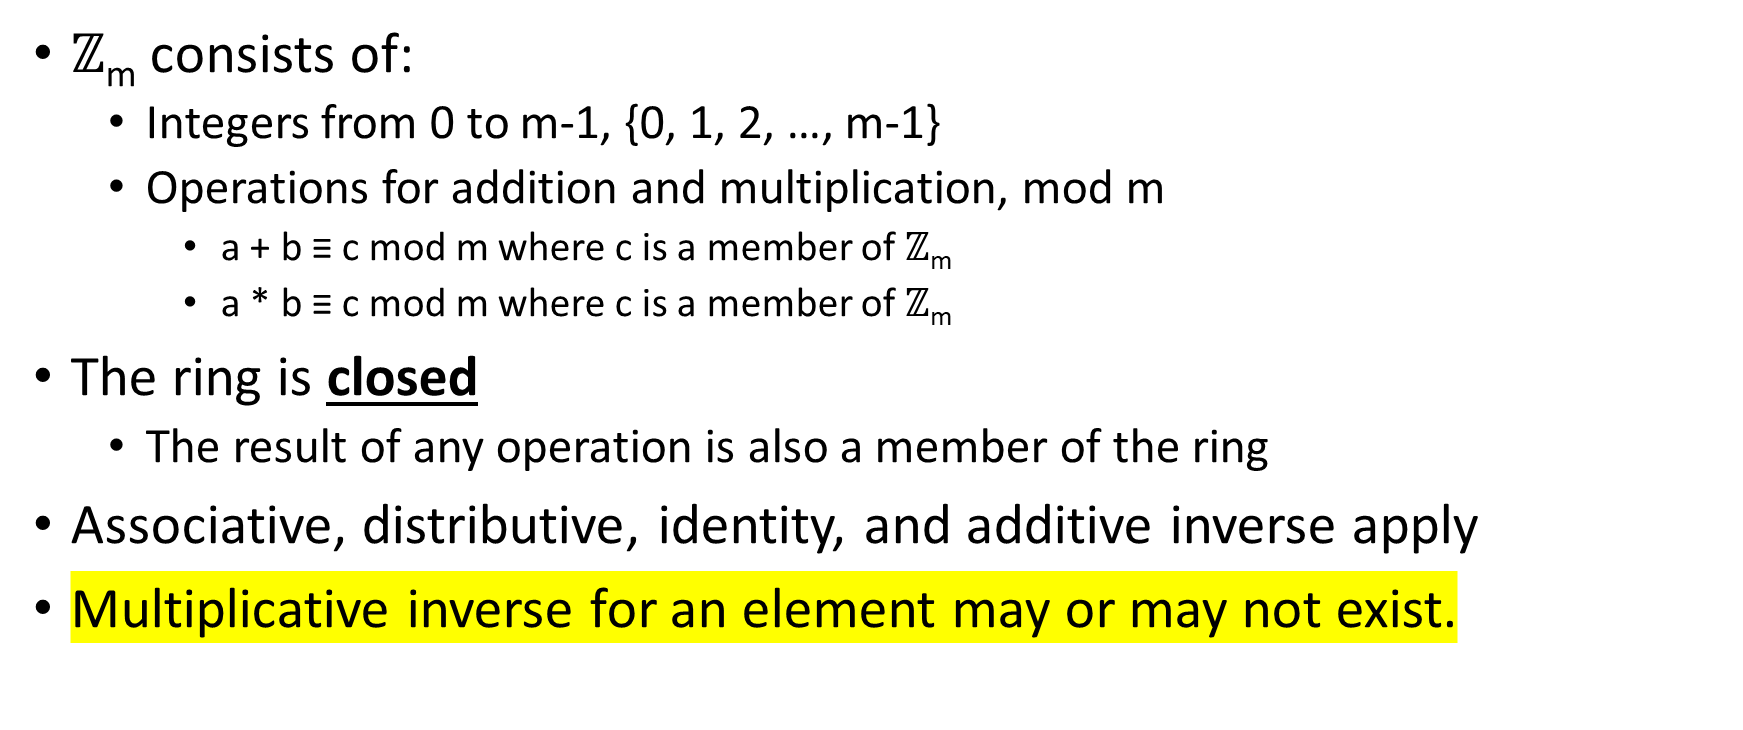 • ℤm consists of:
• Integers from 0 to m-1, {0, 1, 2, …, m-1}
• Operations for addition and multiplication, mod m
• a + b ≡ c mod m where c is a member of ℤm
• a * b ≡ c mod m where c is a member of ℤm
• The ring is closed
• The result of any operation is also a member of the ring
• Associative, distributive, identity, and additive inverse apply
• Multiplicative inverse for an element may or may not exist.